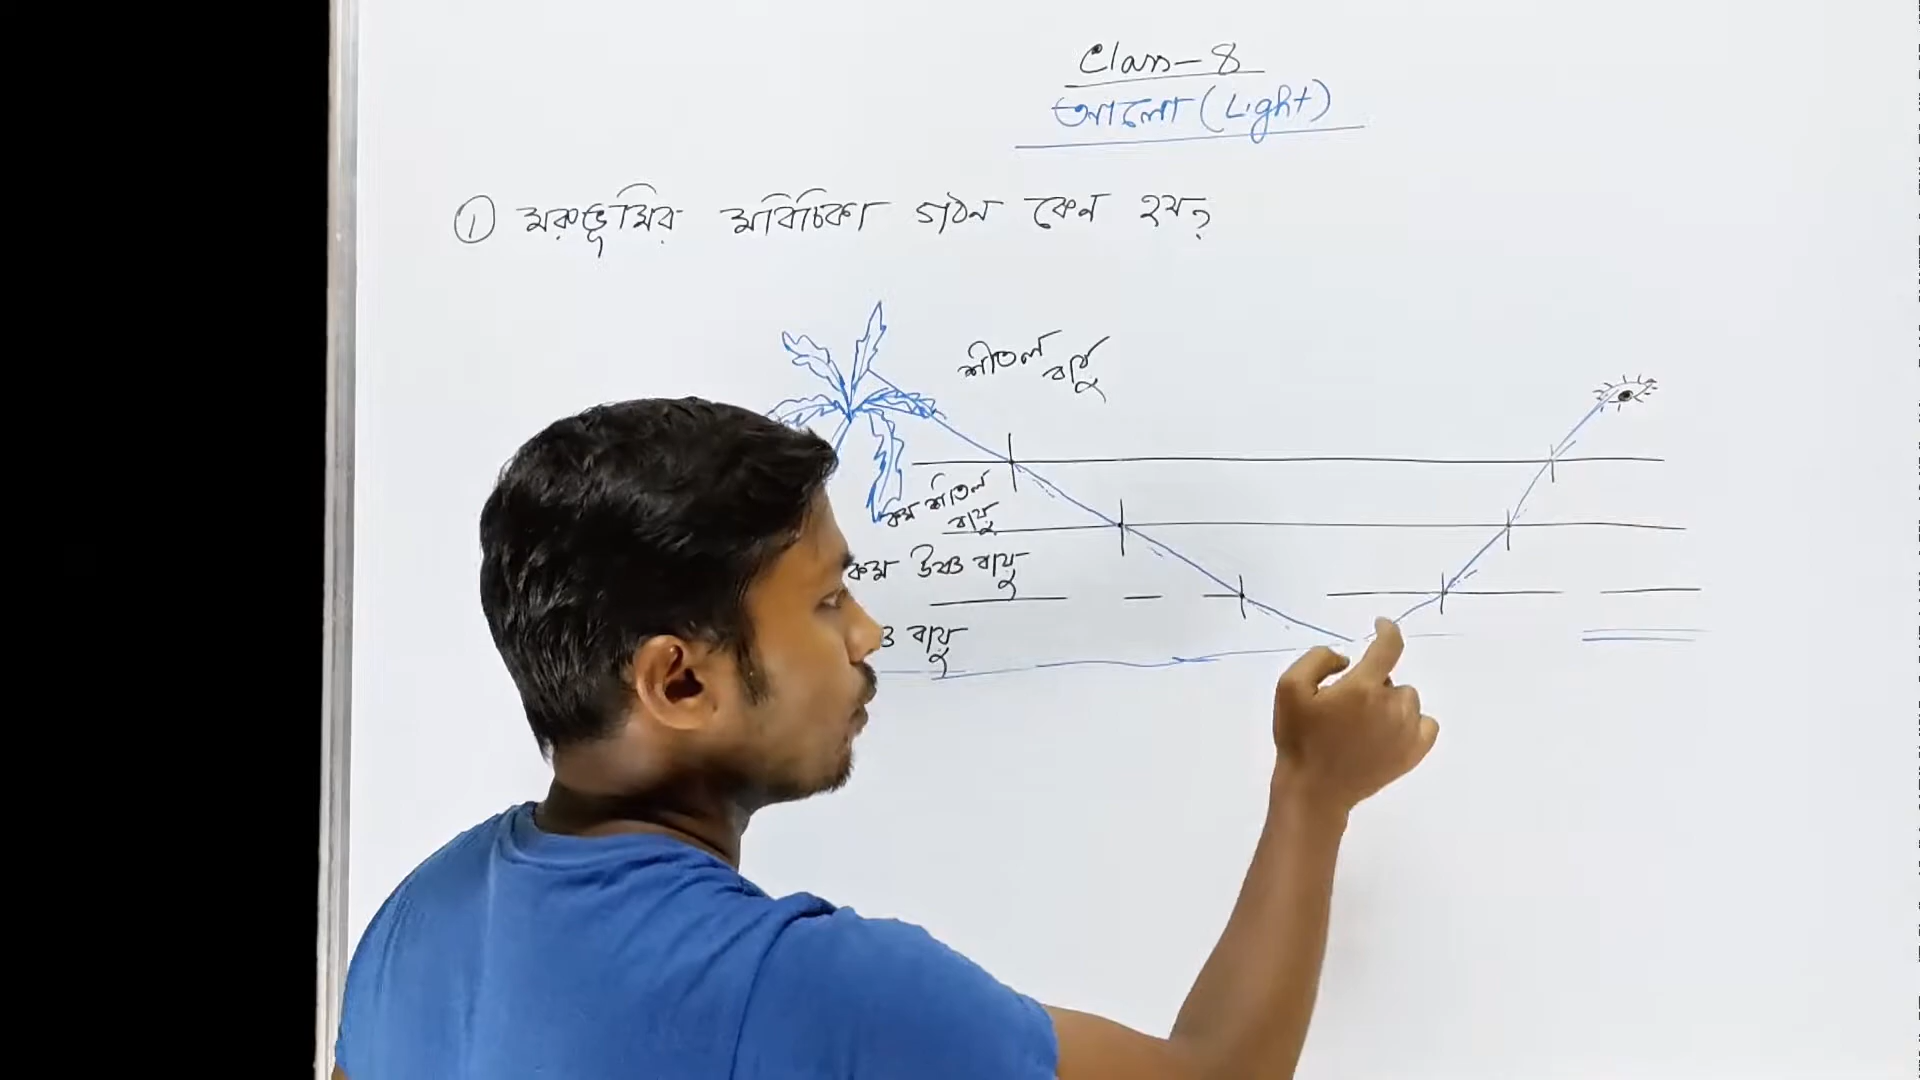 Class-8
আলো (Light)
① মরুভূমির মরিচিকা গঠন কেন হয়?
শীতল
বায়ু
কম শীতল
বায়ু
কম উষ্ণ বায়ু
বায়ু